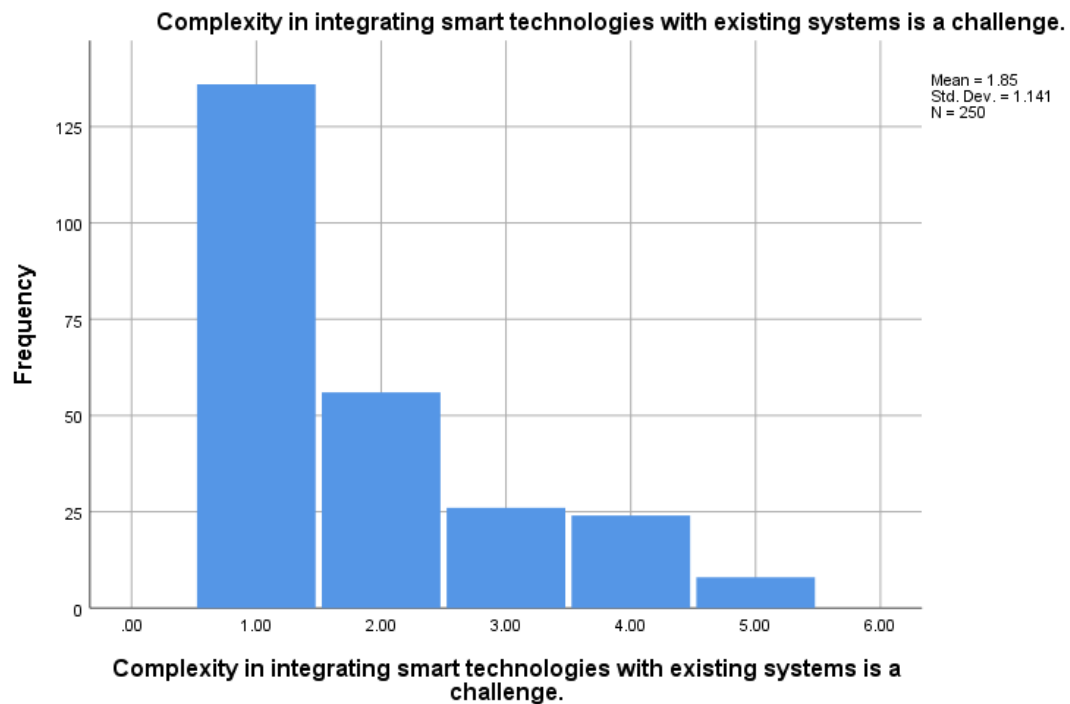 Complexity in integrating smart technologies with existing systems is a challenge.
Mean = 1.85
Std. Dev. = 1.141
N = 250
Frequency
125
100
75
50
25
0
.00 1.00 2.00 3.00 4.00 5.00 6.00
Complexity in integrating smart technologies with existing systems is a
challenge.